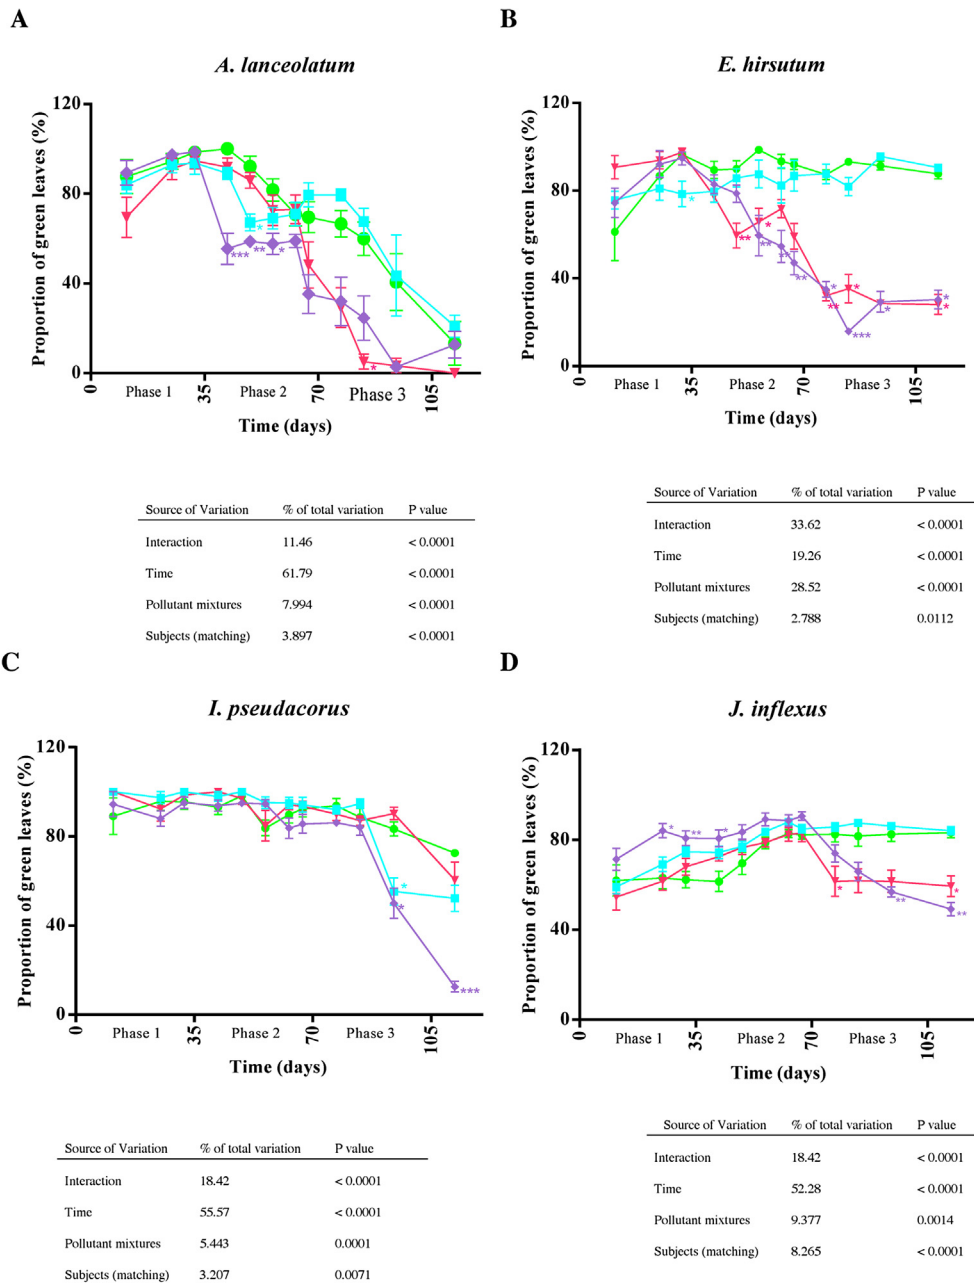 A
A. lanceolatum
Proportion of green leaves (%)
120
80
40
0
0
35
70
105
Phase 1
Phase 2
Phase 3
Time (days)
*
***
**
*
*
Source of Variation % of total variation P value
Interaction 11.46 < 0.0001
Time 61.79 < 0.0001
Pollutant mixtures 7.994 < 0.0001
Subjects (matching) 3.897 < 0.0001
B
E. hirsutum
Proportion of green leaves (%)
120
80
40
0
0
35
70
105
Phase 1
Phase 2
Phase 3
Time (days)
*
**
*
**
**
**
*
**
*
***
*
*
*
Source of Variation % of total variation P value
Interaction 33.62 < 0.0001
Time 19.26 < 0.0001
Pollutant mixtures 28.52 < 0.0001
Subjects (matching) 2.788 0.0112
C
I. pseudacorus
Proportion of green leaves (%)
120
80
40
0
0
35
70
105
Phase 1
Phase 2
Phase 3
Time (days)
*
*
***
Source of Variation % of total variation P value
Interaction 18.42 < 0.0001
Time 55.57 < 0.0001
Pollutant mixtures 5.443 0.0001
Subjects (matching) 3.207 0.0071
D
J. inflexus
Proportion of green leaves (%)
120
80
40
0
0
35
70
105
Phase 1
Phase 2
Phase 3
Time (days)
*
**
*
*
**
*
**
Source of Variation % of total variation P value
Interaction 18.42 < 0.0001
Time 52.28 < 0.0001
Pollutant mixtures 9.377 0.0014
Subjects (matching) 8.265 < 0.0001